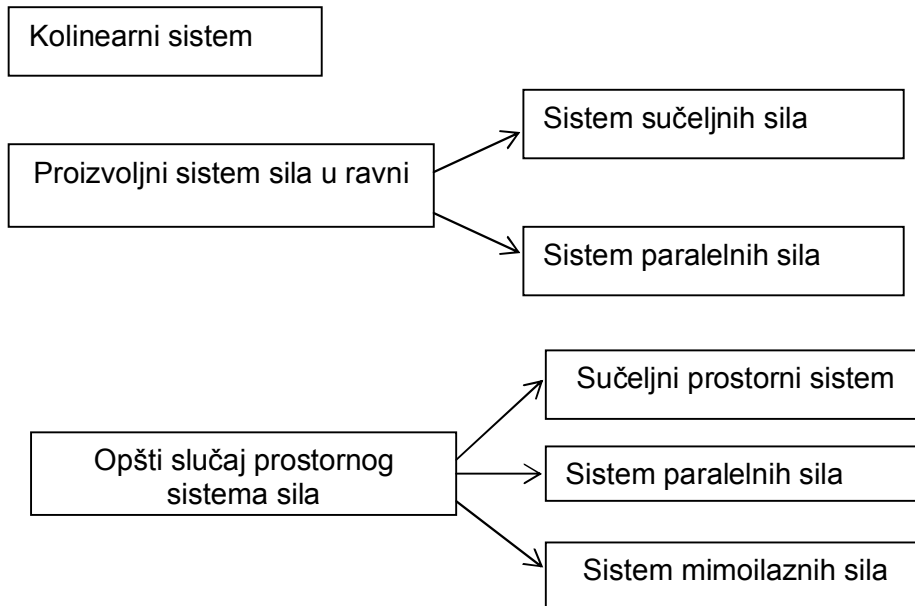 Kolinearni sistem
Sistem sučeljnih sila
Proizvoljni sistem sila u ravni
Sistem paralelnih sila
Sučeljni prostorni sistem
Opšti slučaj prostornog
sistema sila
Sistem paralelnih sila
Sistem mimoilaznih sila